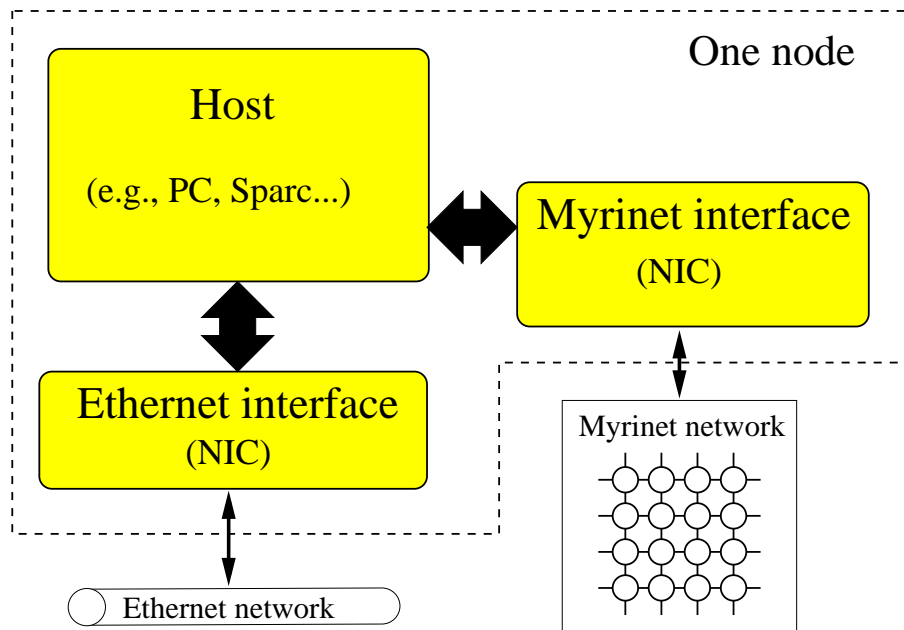 One node
Host
(e.g., PC, Sparc...)
Myrinet interface
(NIC)
Ethernet interface
(NIC)
Myrinet network
Ethernet network